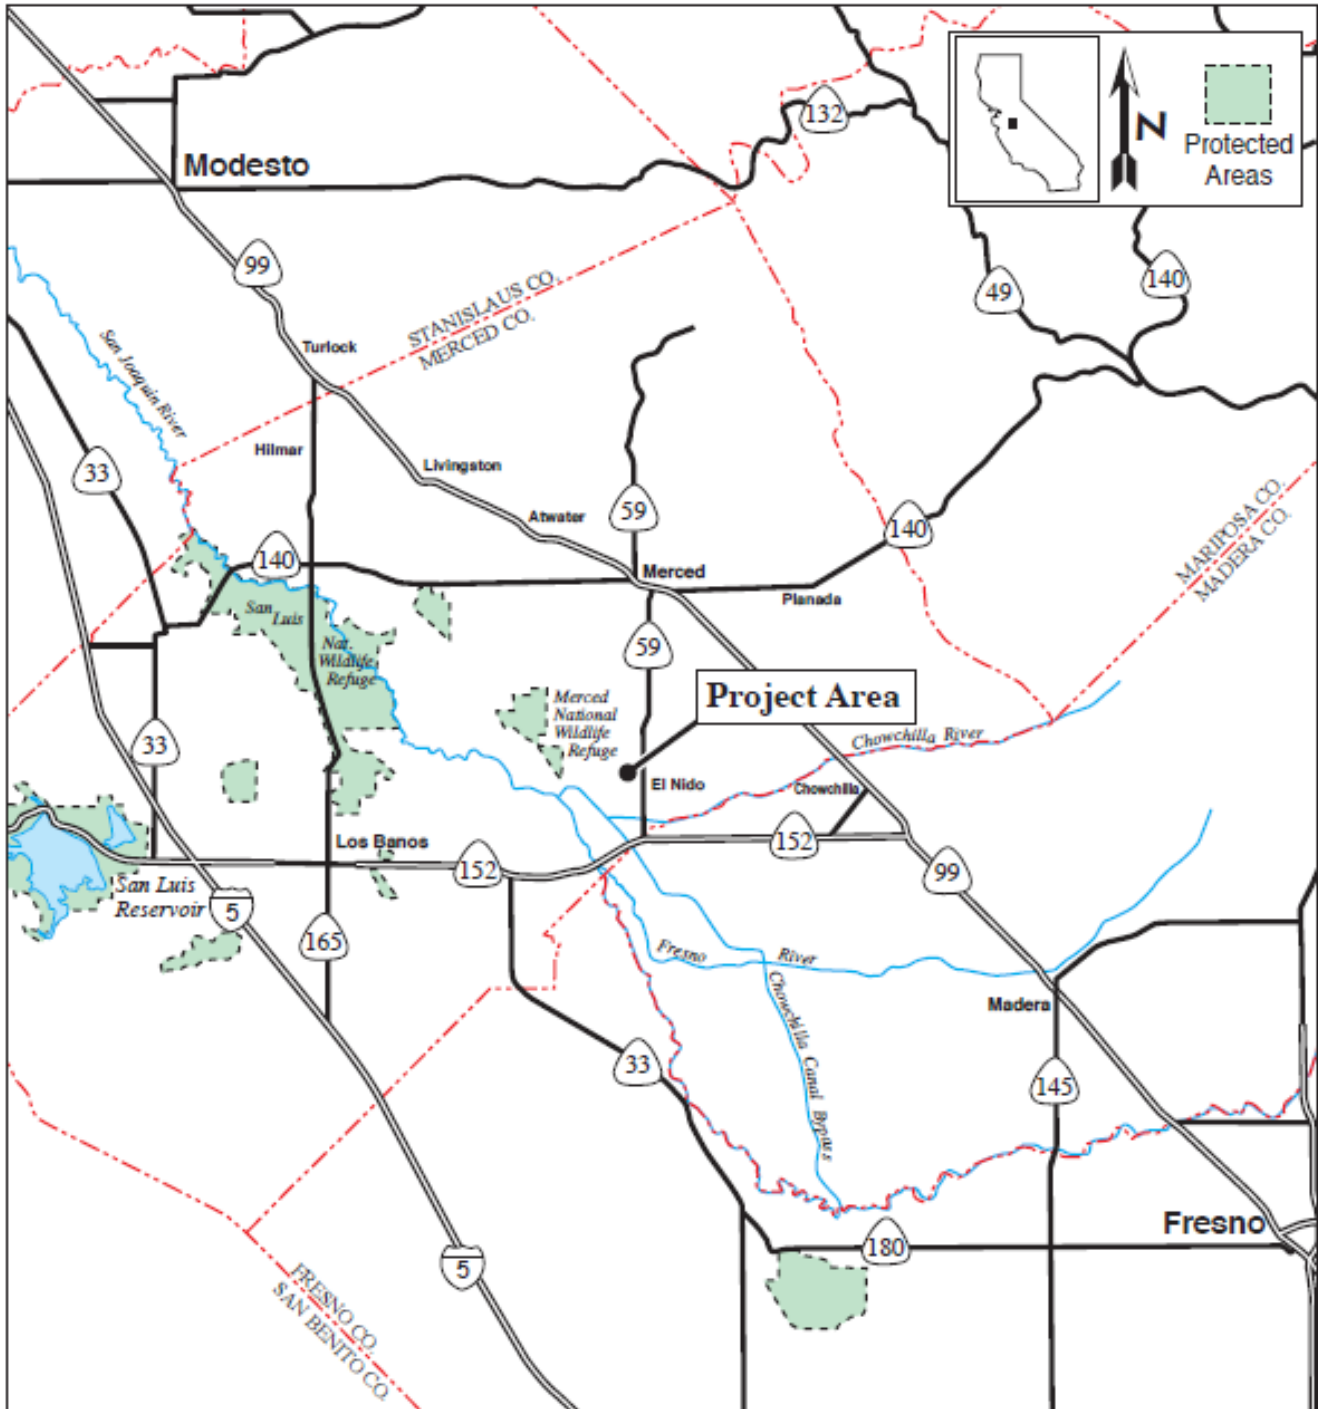 132
N
Protected
Areas
Modesto
99
49
140
STANISLAUS CO.
MERCED CO.
San Joaquin River
Turlock
33
Hilmar
Livingston
Atwater
59
140
MARIPOSA CO.
MADERA CO.
140
Merced
Planada
San
Luis
Nat.
Wildlife
Refuge
59
Project Area
Merced
National
Wildlife
Refuge
33
Chowchilla River
El Nido
Chowchilla
Los Banos
152
152
99
San Luis
Reservoir
5
165
Fresno River
Chowchilla Canal Bypass
Madera
33
145
Fresno
180
5
FRESNO CO.
SAN BENITO CO.